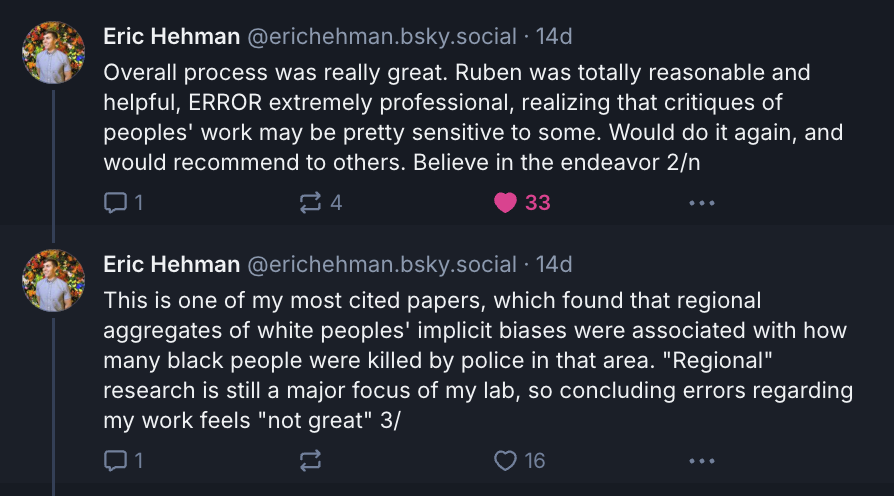 Eric Hehman @erichehman.bsky.social · 14d
Overall process was really great. Ruben was totally reasonable and
helpful, ERROR extremely professional, realizing that critiques of
peoples' work may be pretty sensitive to some. Would do it again, and
would recommend to others. Believe in the endeavor 2/n
1 4 33
Eric Hehman @erichehman.bsky.social · 14d
This is one of my most cited papers, which found that regional
aggregates of white peoples' implicit biases were associated with how
many black people were killed by police in that area. "Regional"
research is still a major focus of my lab, so concluding errors regarding
my work feels "not great" 3/
1 16